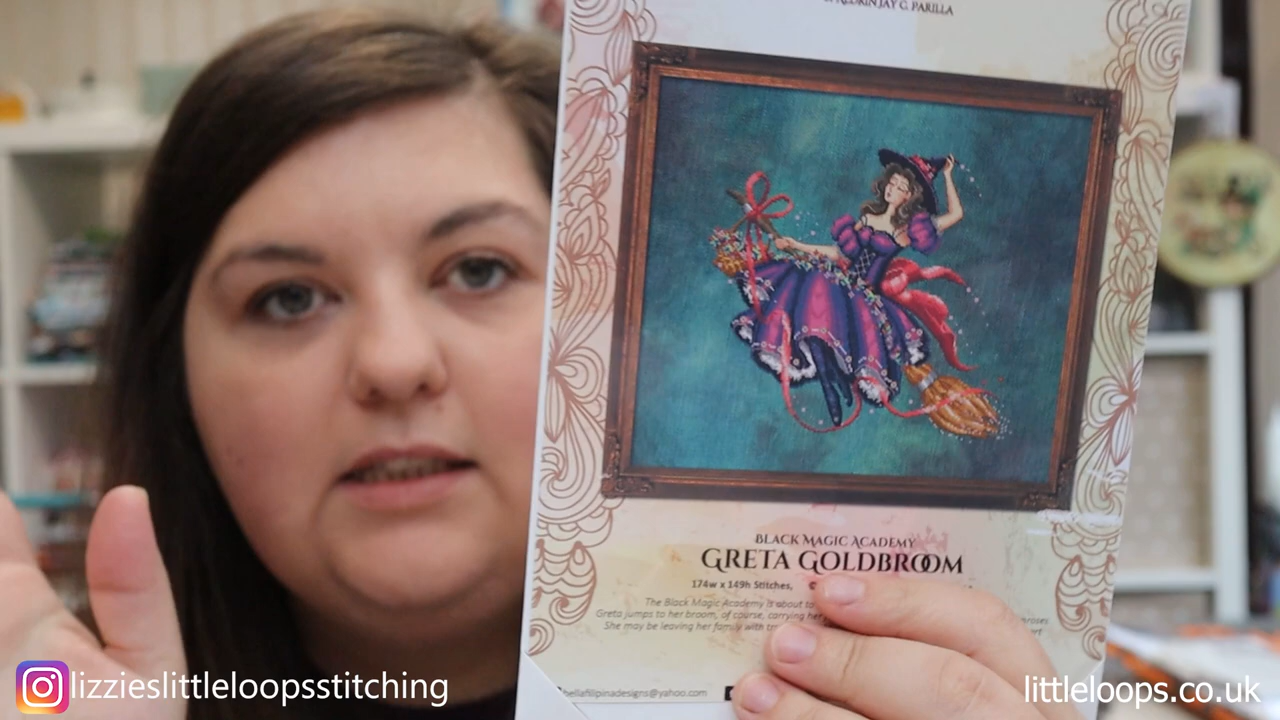 JAY G. PARILLA
BLACK MAGIC ACADEMY
GRETA GOLDBROOM
174w x 149h Stitches,
The Black Magic Academy is about to
Greta jumps to her broom, of course, carrying her
She may be leaving her family with
bellafilipinadesigns@yahoo.com
lizzieslittleloopsstitching
littleloops.co.uk